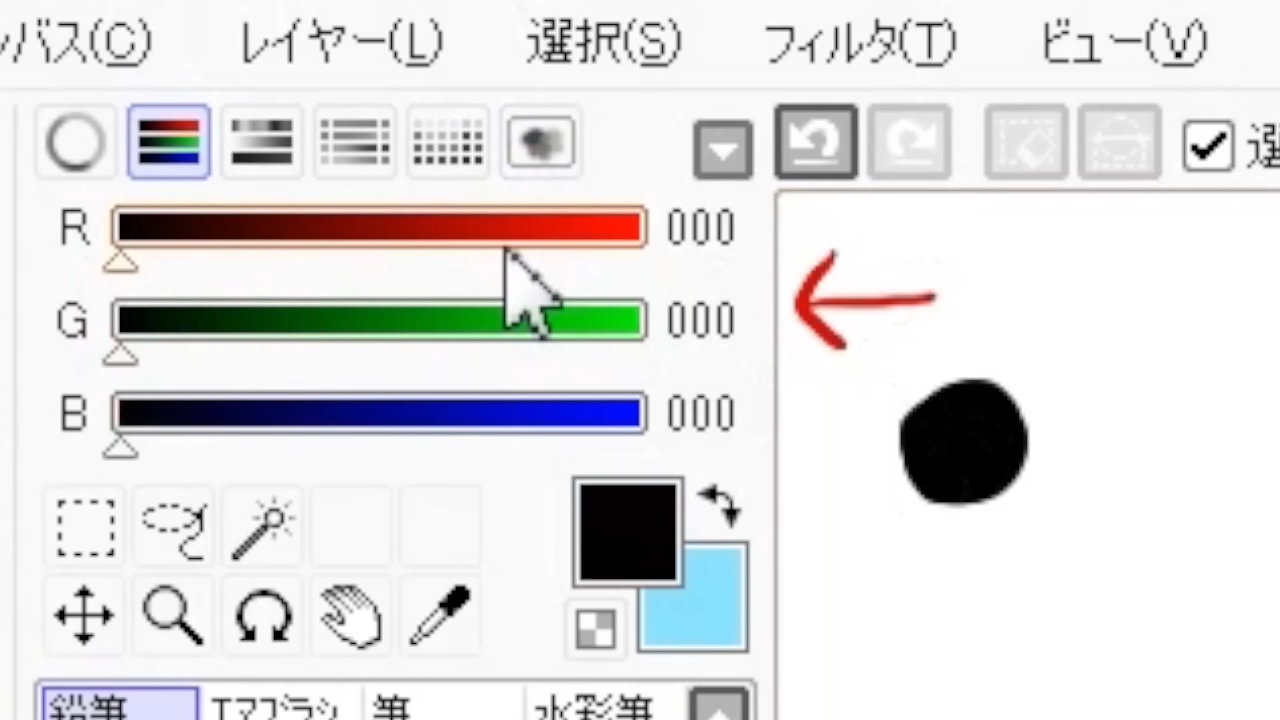 ンバス(C) レイヤー(L) 選択(S) フィルタ(T) ビュー(V)
選
R 000
G 000
B 000
鉛筆 エアブラシ 筆 水彩筆